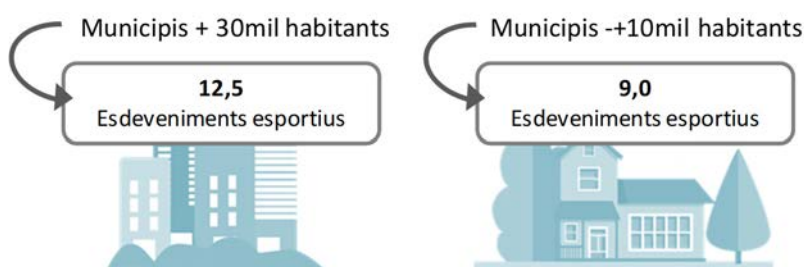 Municipis + 30mil habitants
12,5
Esdeveniments esportius
Municipis -+10mil habitants
9,0
Esdeveniments esportius